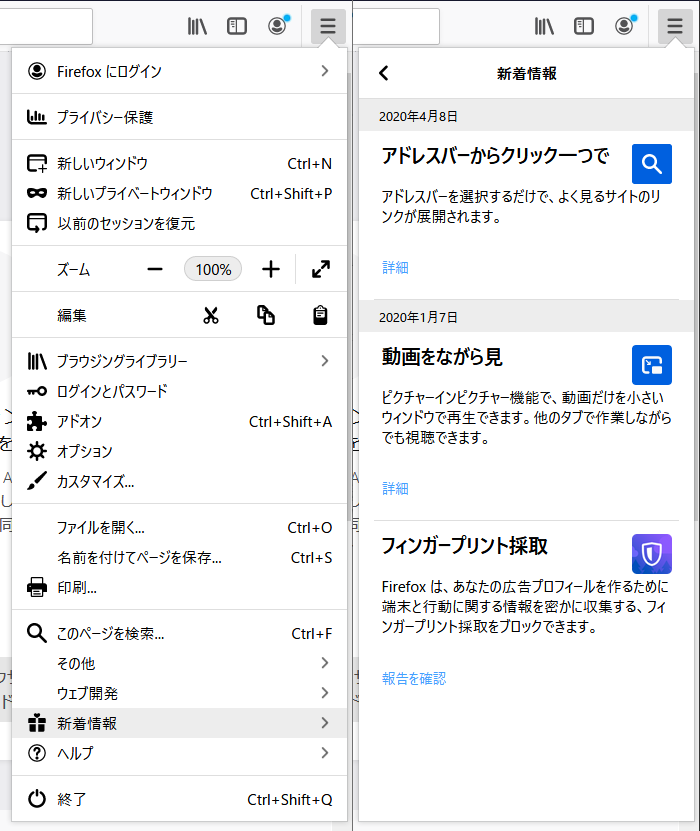 Firefox にログイン
プライバシー保護
新しいウィンドウ Ctrl+N
新しいプライベートウィンドウ Ctrl+Shift+P
以前のセッションを復元
ズーム 100%
編集
ブラウジングライブラリー
ログインとパスワード
アドオン Ctrl+Shift+A
オプション
カスタマイズ...
ファイルを開く... Ctrl+O
名前を付けてページを保存... Ctrl+S
印刷...
このページを検索... Ctrl+F
その他
ウェブ開発
新着情報
ヘルプ
終了 Ctrl+Shift+Q
新着情報
2020年4月8日
アドレスバーからクリック一つで
アドレスバーを選択するだけで、よく見るサイトのリ
ンクが展開されます。
詳細
2020年1月7日
動画をながら見
ピクチャーインピクチャー機能で、動画だけを小さい
ウィンドウで再生できます。他のタブで作業しながら
でも視聴できます。
詳細
フィンガープリント採取
Firefox は、あなたの広告プロフィールを作るために
端末と行動に関する情報を密かに収集する、フィ
ンガープリント採取をブロックできます。
報告を確認